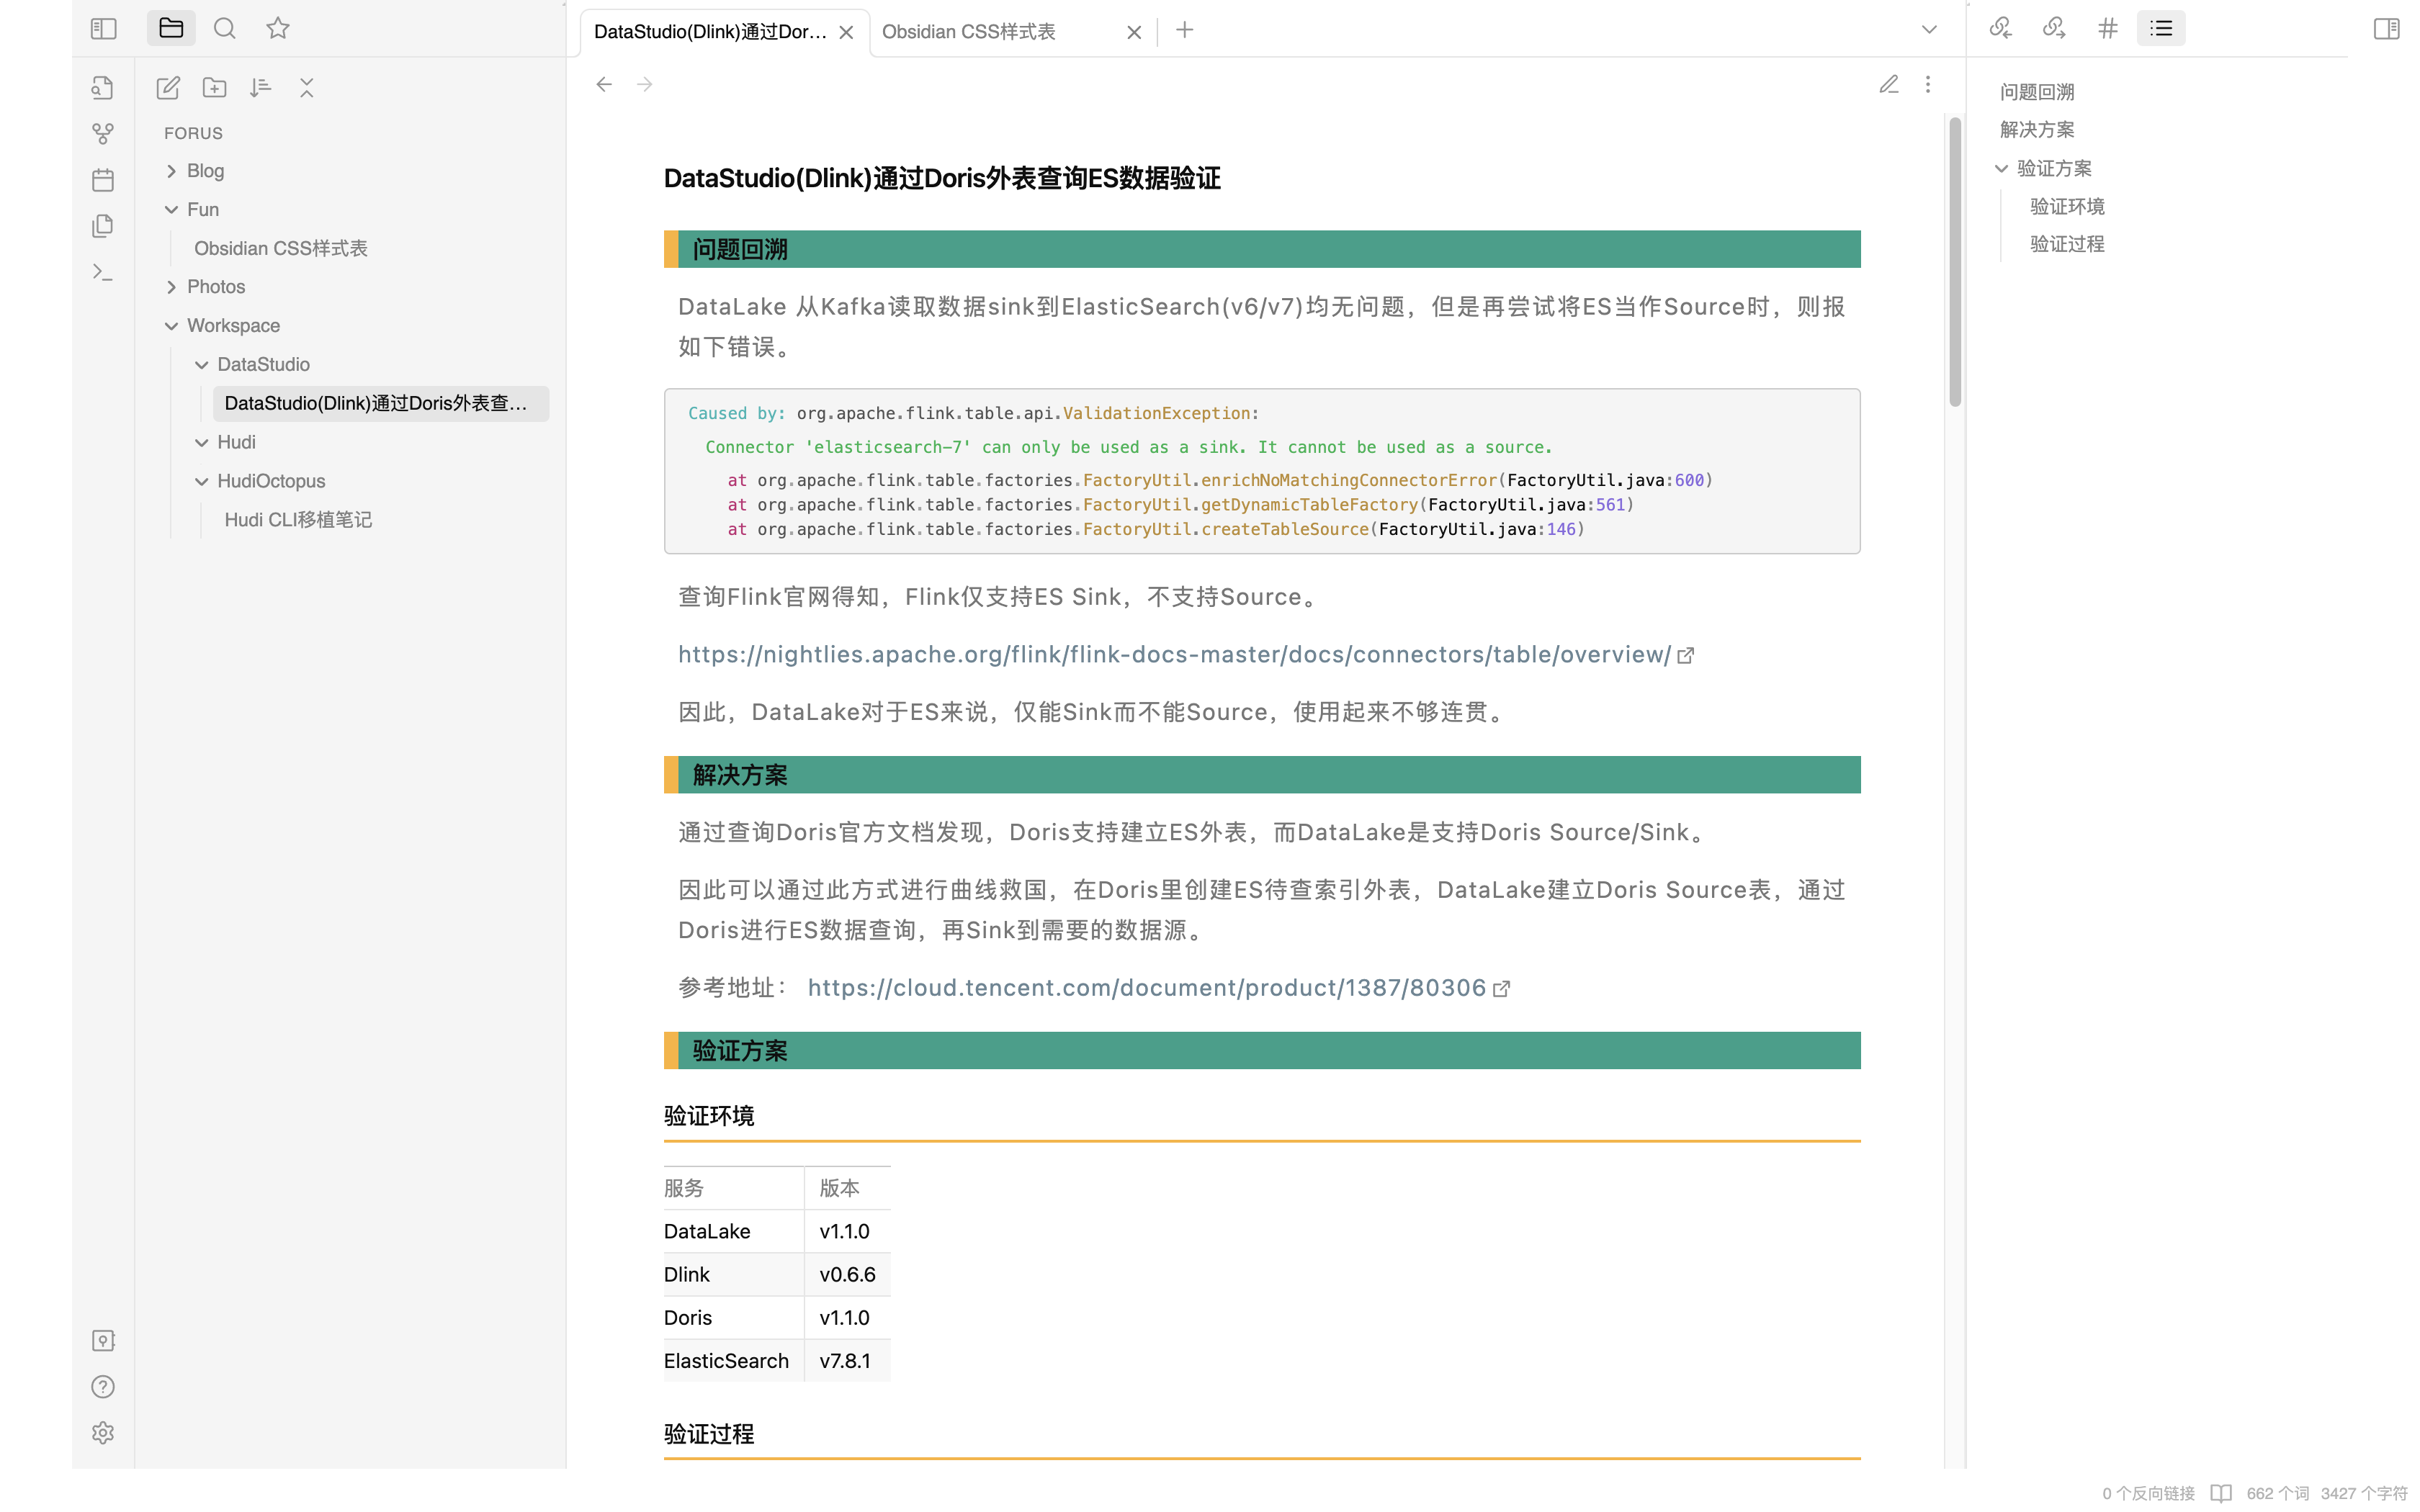 DataStudio(Dlink)通过Dor...
Obsidian CSS样式表
FORUS
Blog
Fun
Obsidian CSS样式表
Photos
Workspace
DataStudio
DataStudio(Dlink)通过Doris外表查...
Hudi
HudiOctopus
Hudi CLI移植笔记
DataStudio(Dlink)通过Doris外表查询ES数据验证
问题回溯
DataLake 从Kafka读取数据sink到ElasticSearch(v6/v7)均无问题，但是再尝试将ES当作Source时，则报
如下错误。
Caused by: org.apache.flink.table.api.ValidationException:
Connector 'elasticsearch-7' can only be used as a sink. It cannot be used as a source.
at org.apache.flink.table.factories.FactoryUtil.enrichNoMatchingConnectorError(FactoryUtil.java:600)
at org.apache.flink.table.factories.FactoryUtil.getDynamicTableFactory(FactoryUtil.java:561)
at org.apache.flink.table.factories.FactoryUtil.createTableSource(FactoryUtil.java:146)
查询Flink官网得知，Flink仅支持ES Sink，不支持Source。
https://nightlies.apache.org/flink/flink-docs-master/docs/connectors/table/overview/
因此，DataLake对于ES来说，仅能Sink而不能Source，使用起来不够连贯。
解决方案
通过查询Doris官方文档发现，Doris支持建立ES外表，而DataLake是支持Doris Source/Sink。
因此可以通过此方式进行曲线救国，在Doris里创建ES待查索引外表，DataLake建立Doris Source表，通过
Doris进行ES数据查询，再Sink到需要的数据源。
参考地址： https://cloud.tencent.com/document/product/1387/80306
验证方案
验证环境
服务 版本
DataLake v1.1.0
Dlink v0.6.6
Doris v1.1.0
ElasticSearch v7.8.1
验证过程
问题回溯
解决方案
验证方案
验证环境
验证过程
0 个反向链接 662 个词 3427 个字符